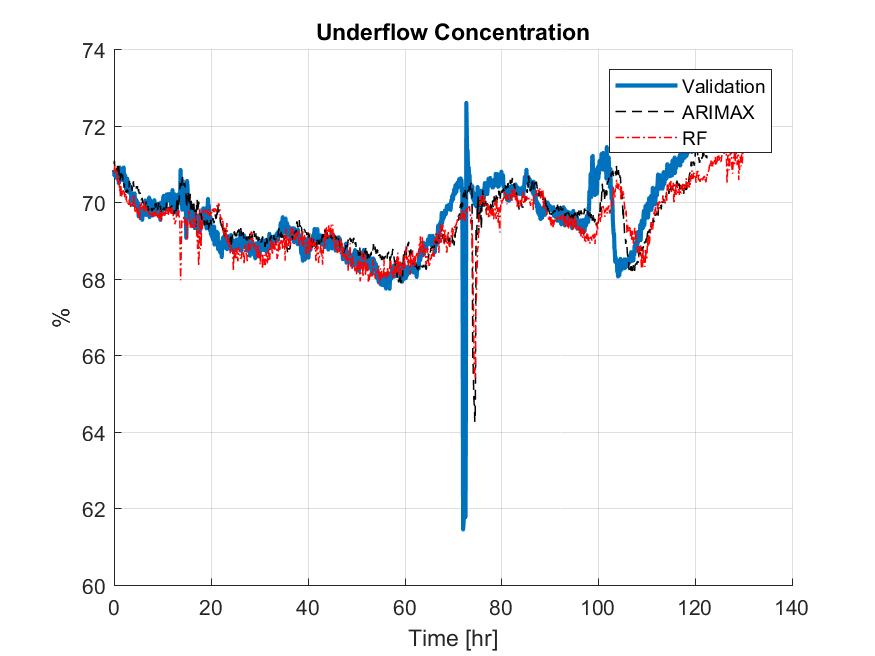 Underflow Concentration
74
72
70
68
66
64
62
60
%
Validation
ARIMAX
RF
0 20 40 60 80 100 120 140
Time [hr]